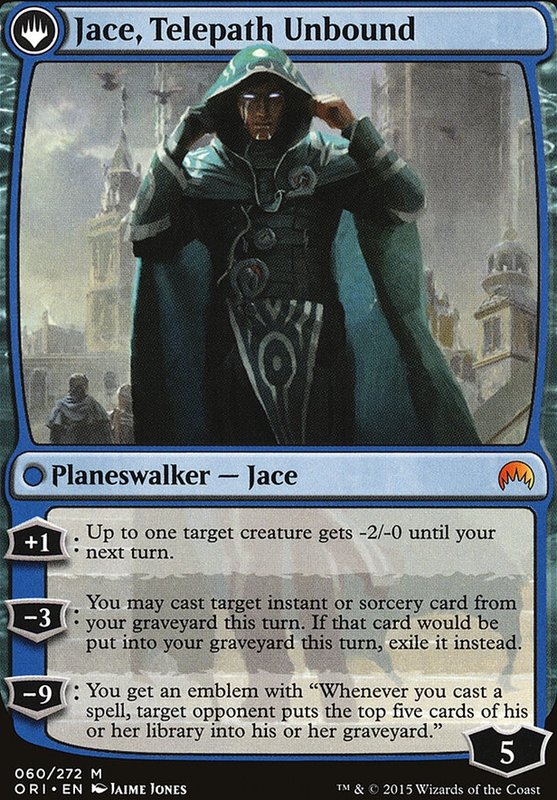 Jace, Telepath Unbound
Planeswalker — Jace
+1 : Up to one target creature gets -2/-0 until your
next turn.
-3 : You may cast target instant or sorcery card from
your graveyard this turn. If that card would be
put into your graveyard this turn, exile it instead.
-9 : You get an emblem with “Whenever you cast a
spell, target opponent puts the top five cards of his
or her library into his or her graveyard.”
5
060/272 M
ORI • EN JAIME JONES
™ & © 2015 Wizards of the Coast